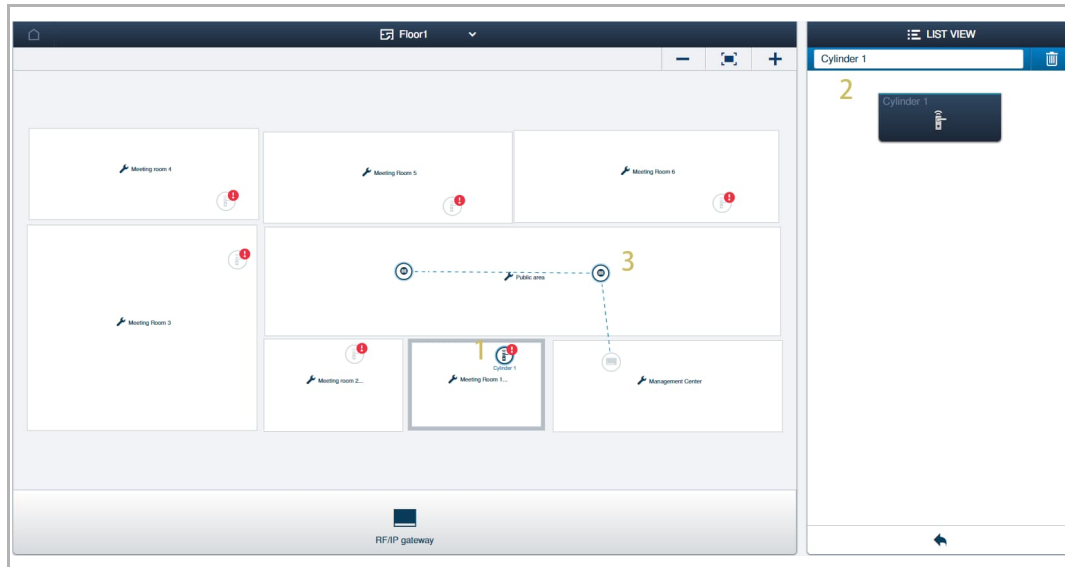 Floor1
LIST VIEW
Cylinder 1
2
Cylinder 1
Meeting room 4
Meeting Room 5
Meeting Room 6
3
Public area
Meeting Room 3
1
Cylinder 1
Meeting room 2...
Meeting Room 1...
Management Center
RF/IP gateway